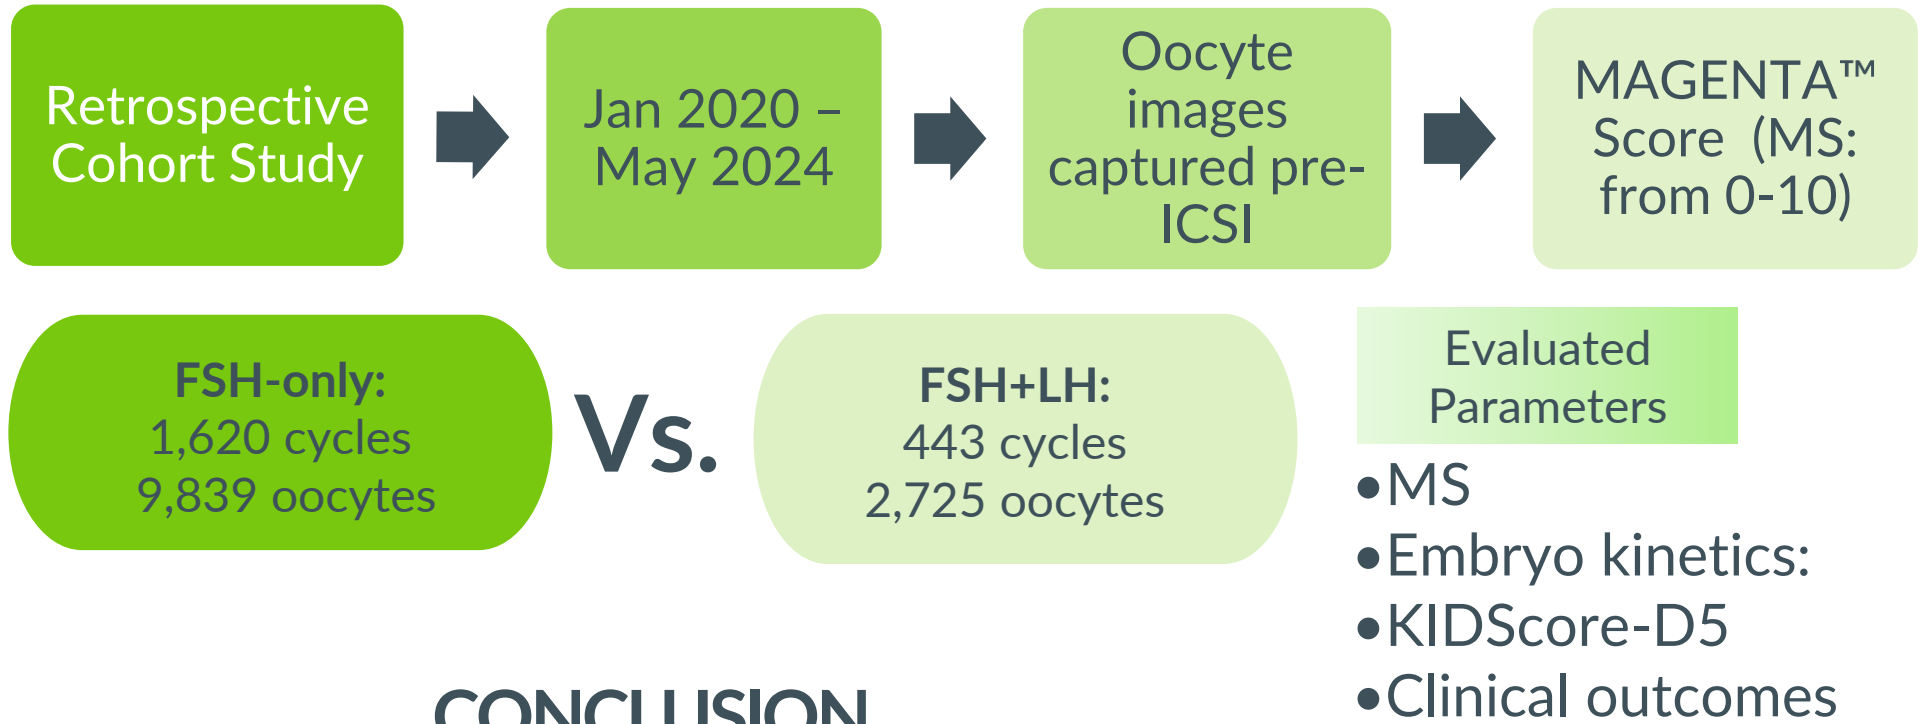 Retrospective
Cohort Study
Jan 2020 –
May 2024
Oocyte
images
captured pre-
ICSI
MAGENTA™
Score (MS:
from 0-10)
FSH-only:
1,620 cycles
9,839 oocytes
Vs.
FSH+LH:
443 cycles
2,725 oocytes
Evaluated
Parameters
•MS
•Embryo kinetics:
•KIDScore-D5
•Clinical outcomes
CONCLUSION